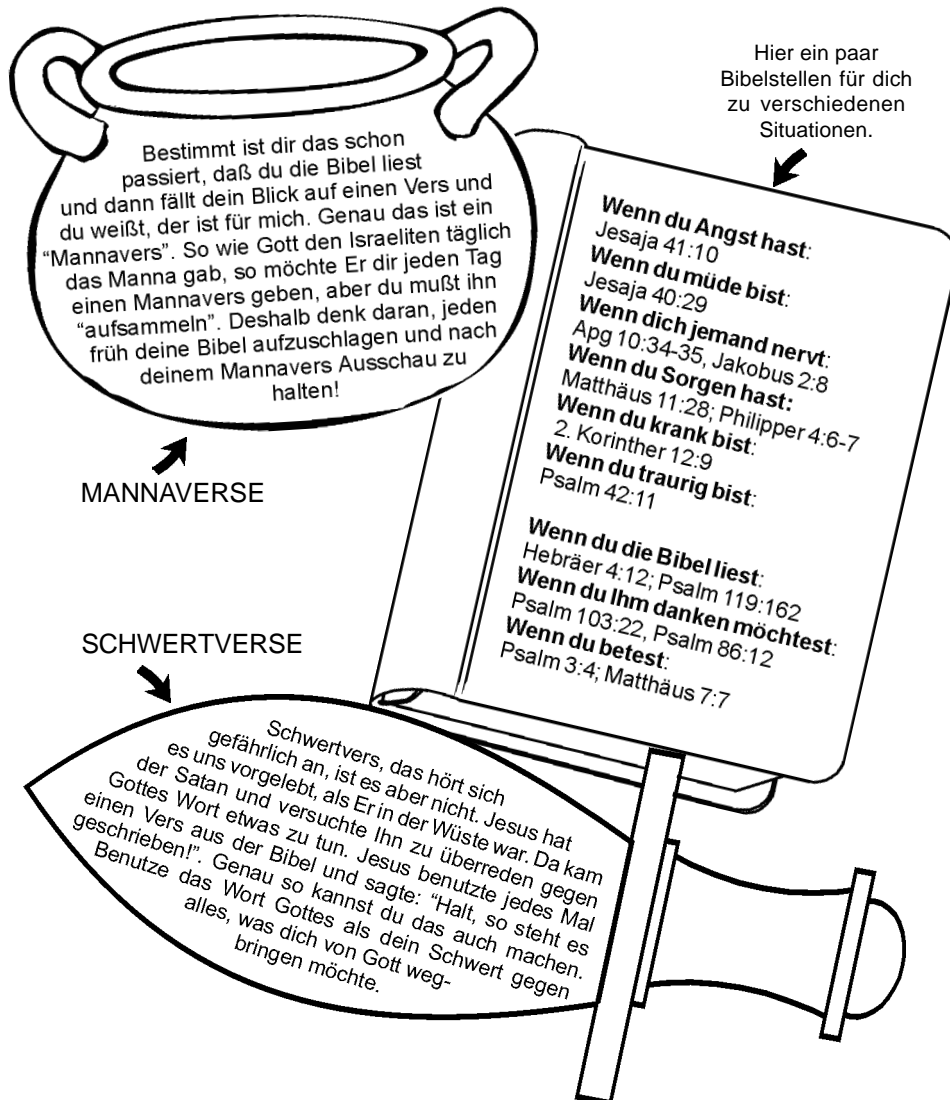 Bestimmt ist dir das schon
passiert, daß du die Bibel liest
und dann fällt dein Blick auf einen Vers und
du weißt, der ist für mich. Genau das ist ein
“Mannavers”. So wie Gott den Israeliten täglich
das Manna gab, so möchte Er dir jeden Tag
einen Mannavers geben, aber du mußt ihn
“aufsammeln”. Deshalb denk daran, jeden
früh deine Bibel aufzuschlagen und nach
deinem Mannavers Ausschau zu
halten!
MANNAVERSE
Hier ein paar
Bibelstellen für dich
zu verschiedenen
Situationen.
Wenn du Angst hast:
Jesaja 41:10
Wenn du müde bist:
Jesaja 40:29
Wenn dich jemand nervt:
Apg 10:34-35, Jakobus 2:8
Wenn du Sorgen hast:
Matthäus 11:28; Philipper 4:6-7
Wenn du krank bist:
2. Korinther 12:9
Wenn du traurig bist:
Psalm 42:11
Wenn du die Bibel liest:
Hebräer 4:12; Psalm 119:162
Wenn du Ihm danken möchtest:
Psalm 103:22, Psalm 86:12
Wenn du betest:
Psalm 3:4; Matthäus 7:7
SCHWERTVERSE
Schwertvers, das hört sich
gefährlich an, ist es aber nicht. Jesus hat
es uns vorgelebt, als Er in der Wüste war. Da kam
der Satan und versuchte Ihn zu überreden gegen
Gottes Wort etwas zu tun. Jesus benutzte jedes Mal
einen Vers aus der Bibel und sagte: “Halt, so steht es
geschrieben!”. Genau so kannst du das auch machen.
Benutze das Wort Gottes als dein Schwert gegen
alles, was dich von Gott weg-
bringen möchte.